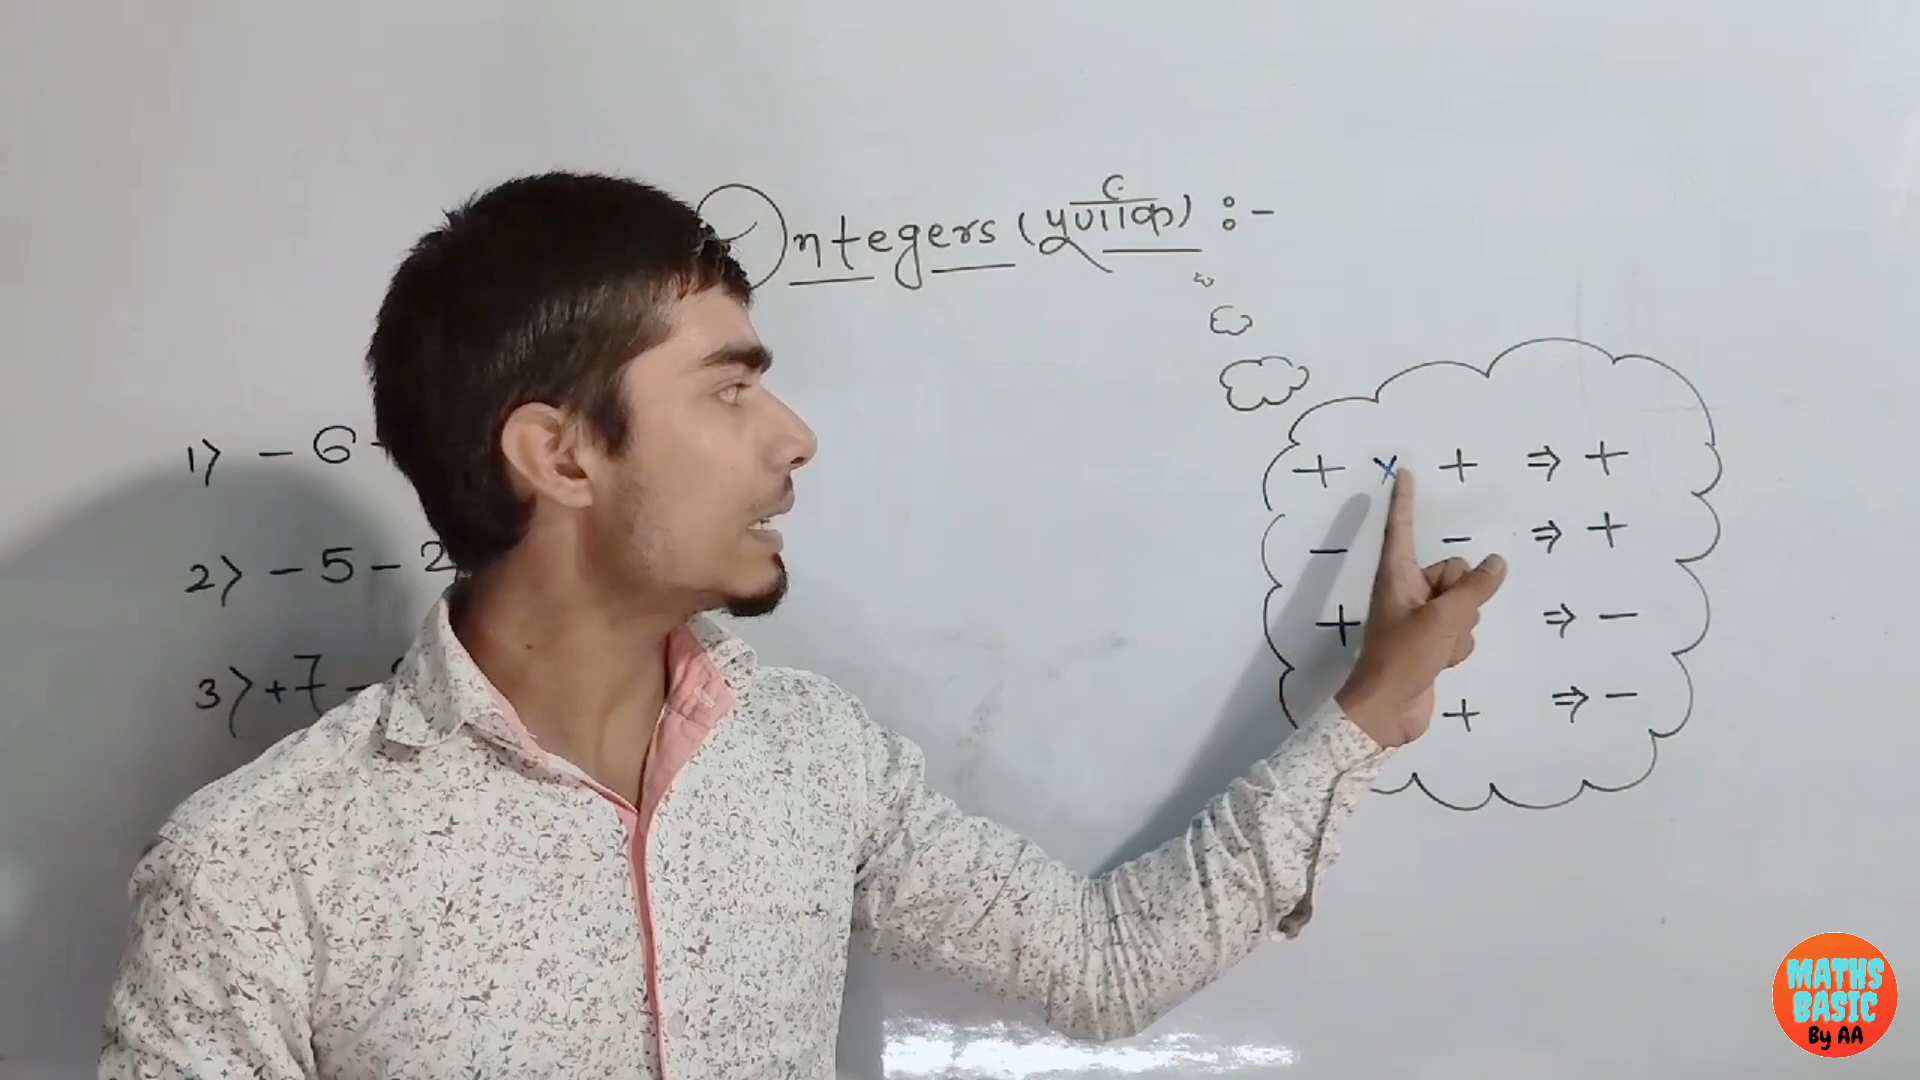 Integers (पूर्णांक) :-
1) - 6 -
2) - 5 - 2
3) + 7 -
+ × + ⇒ +
- - ⇒ +
+ ⇒ -
+ ⇒ -
MATHS
BASIC
By AA